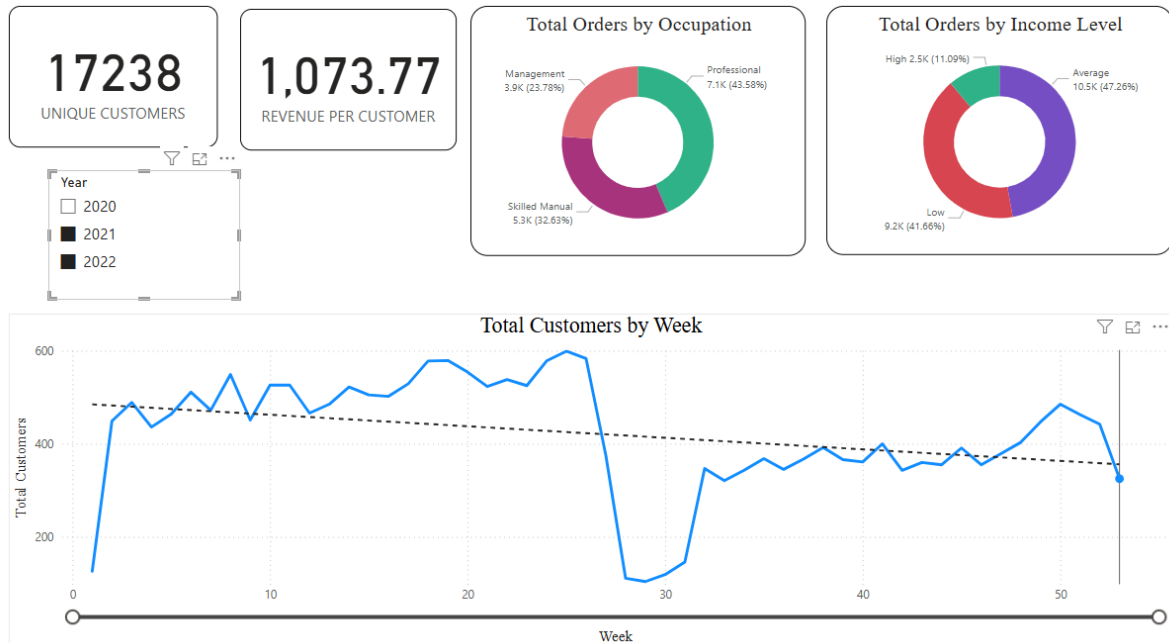 17238
UNIQUE CUSTOMERS
1,073.77
REVENUE PER CUSTOMER
Total Orders by Occupation
Management
3.9K (23.78%)
Professional
7.1K (43.58%)
Skilled Manual
5.3K (32.63%)
Total Orders by Income Level
High 2.5K (11.09%)
Average
10.5K (47.26%)
Low
9.2K (41.66%)
Year
2020
2021
2022
Total Customers by Week
Total Customers
600
400
200
0
10
20
30
40
50
Week